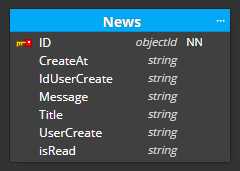 News ...
ID objectId NN
CreateAt string
IdUserCreate string
Message string
Title string
UserCreate string
isRead string